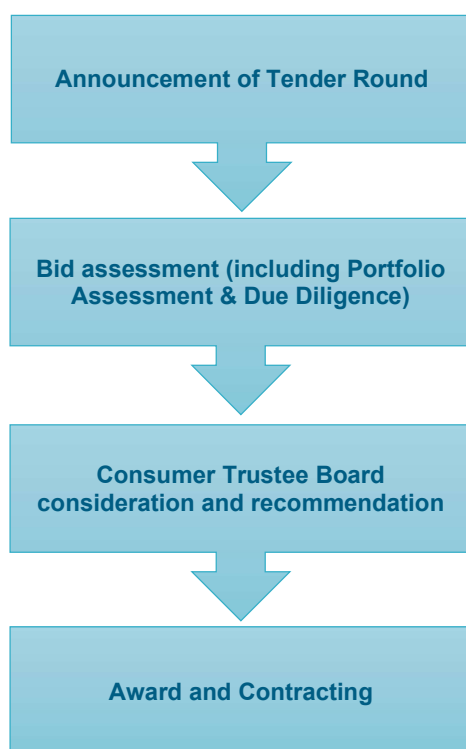 Announcement of Tender Round
Bid assessment (including Portfolio
Assessment & Due Diligence)
Consumer Trustee Board
consideration and recommendation
Award and Contracting